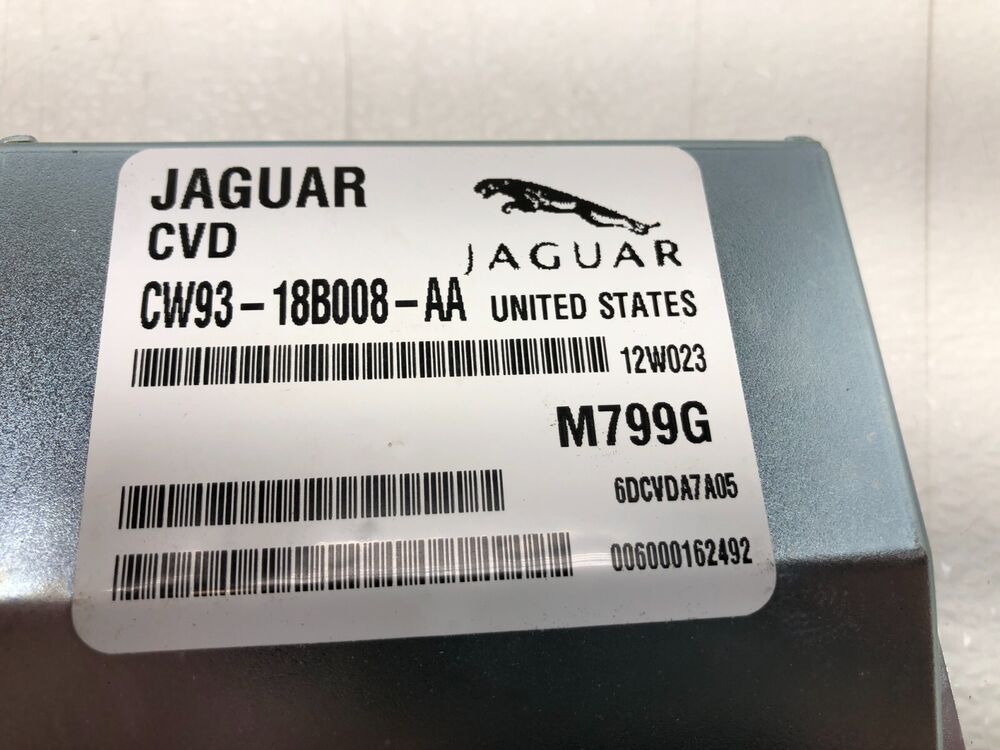 JAGUAR
CVD
JAGUAR
CW93-18B008-AA UNITED STATES
12W023
M799G
6DCVDA7A05
006000162492